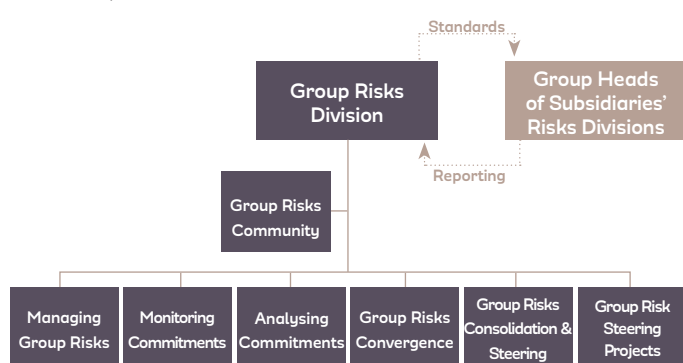 Standards
Group Risks
Division
Group Heads
of Subsidiaries'
Risks Divisions
Reporting
Group Risks
Community
Managing
Group Risks
Monitoring
Commitments
Analysing
Commitments
Group Risks
Convergence
Group Risks
Consolidation &
Steering
Group Risk
Steering
Projects